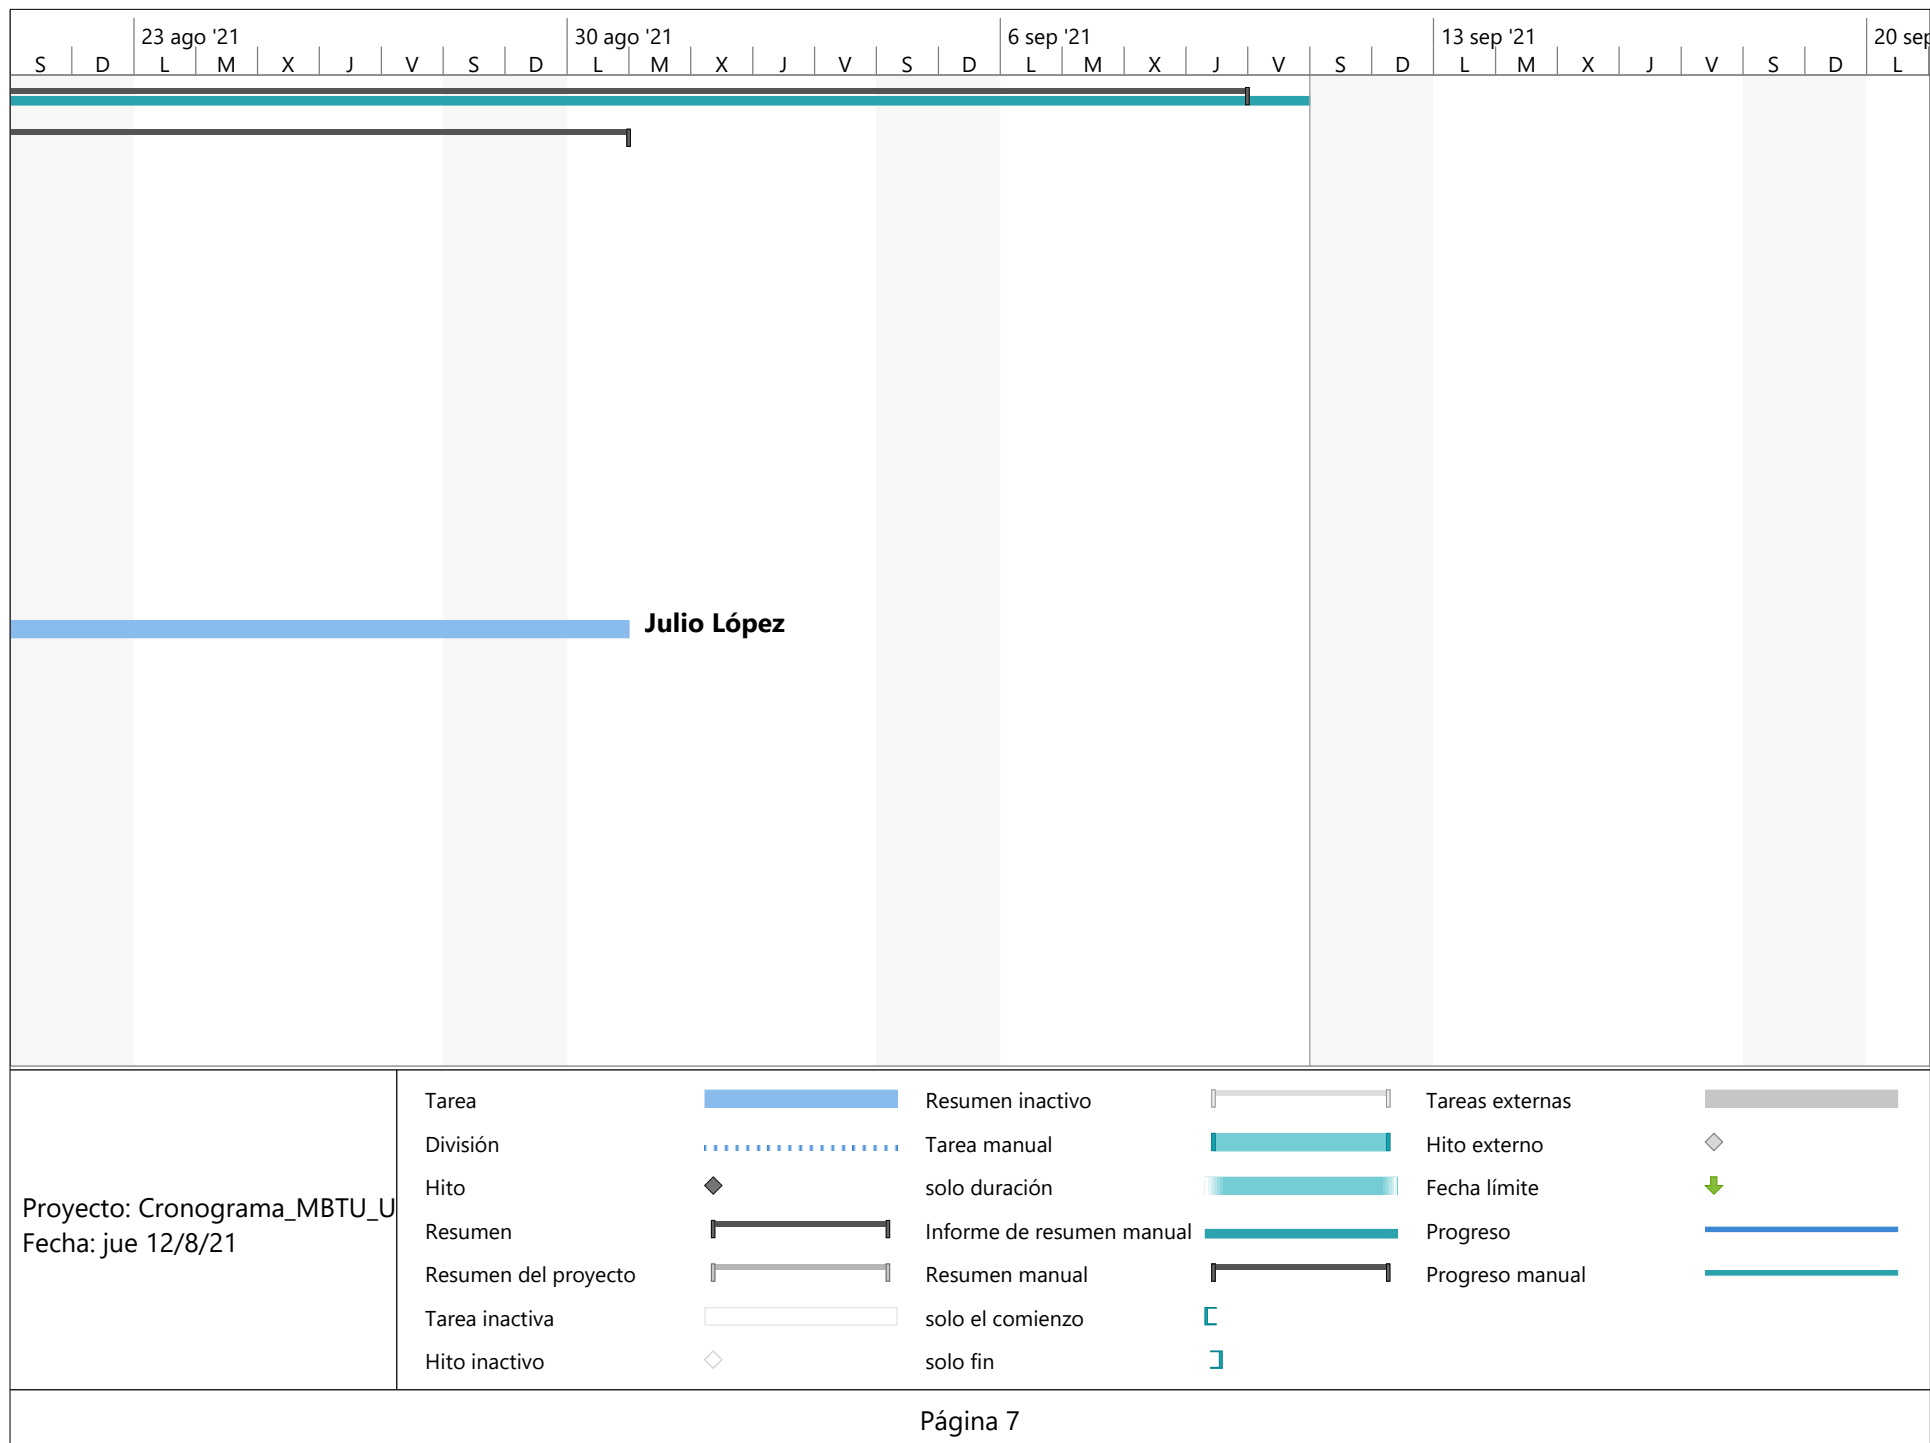 23 ago '21 30 ago '21 6 sep '21 13 sep '21 20 sep
S D L M X J V S D L M X J V S D L M X J V S D L M X J V S D L
Julio López
Tarea
División
Hito
Resumen
Resumen del proyecto
Tarea inactiva
Hito inactivo
Resumen inactivo
Tarea manual
solo duración
Informe de resumen manual
Resumen manual
solo el comienzo
solo fin
Tareas externas
Hito externo
Fecha límite
Progreso
Progreso manual
Proyecto: Cronograma_MBTU_U
Fecha: jue 12/8/21
Página 7